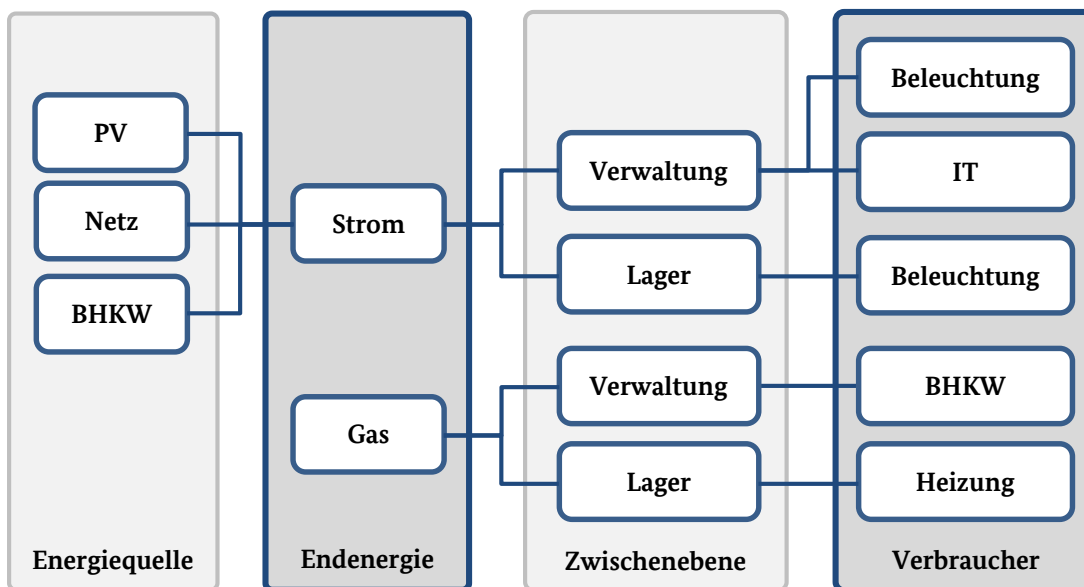 PV
Netz
BHKW
Energiequelle
Strom
Gas
Endenergie
Verwaltung
Lager
Verwaltung
Lager
Zwischenebene
Beleuchtung
IT
Beleuchtung
BHKW
Heizung
Verbraucher